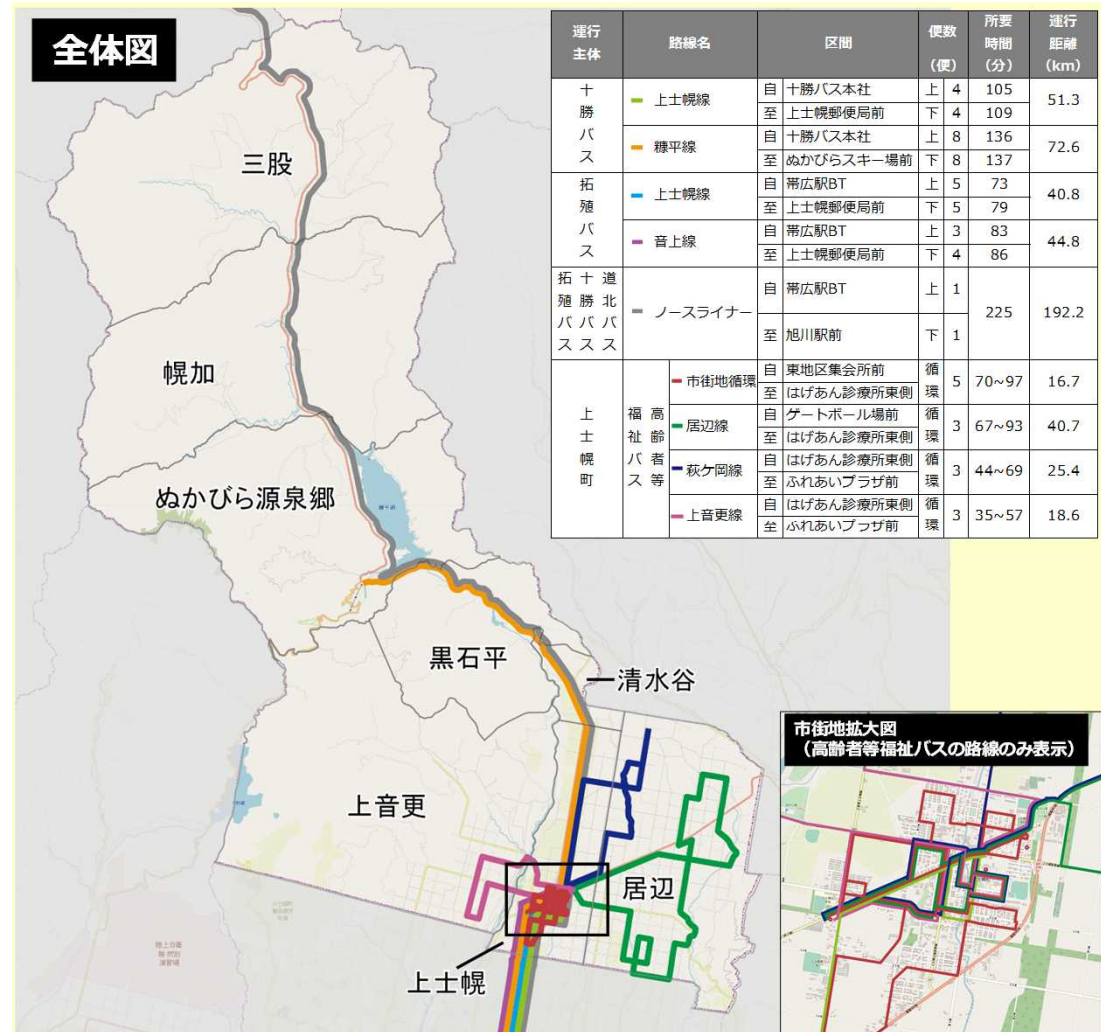 全体図
運行主体 路線名 区間 便数(便) 所要時間(分) 運行距離(km)
十勝バス
上士幌線 自 十勝バス本社 上 4 105 51.3
至 上士幌郵便局前 下 4 109
糠平線 自 十勝バス本社 上 8 136 72.6
至 ぬかびらスキー場前 下 8 137
拓殖バス
上士幌線 自 帯広駅BT 上 5 73 40.8
至 上士幌郵便局前 下 5 79
音上線 自 帯広駅BT 上 3 83 44.8
至 上士幌郵便局前 下 4 86
道北バス
十勝バス
拓殖バス
ノースライナー 自 帯広駅BT 上 1 225 192.2
至 旭川駅前 下 1
上士幌町
高齢者等
福祉バス
市街地循環 自 東地区集会所前 循環 5 70~97 16.7
至 はげあん診療所東側
居辺線 自 ゲートボール場前 循環 3 67~93 40.7
至 はげあん診療所東側
萩ケ岡線 自 はげあん診療所東側 循環 3 44~69 25.4
至 ふれあいプラザ前
上音更線 自 はげあん診療所東側 循環 3 35~57 18.6
至 ふれあいプラザ前
三股
幌加
ぬかびら源泉郷
黒石平
清水谷
上音更
居辺
上士幌
市街地拡大図
(高齢者等福祉バスの路線のみ表示)